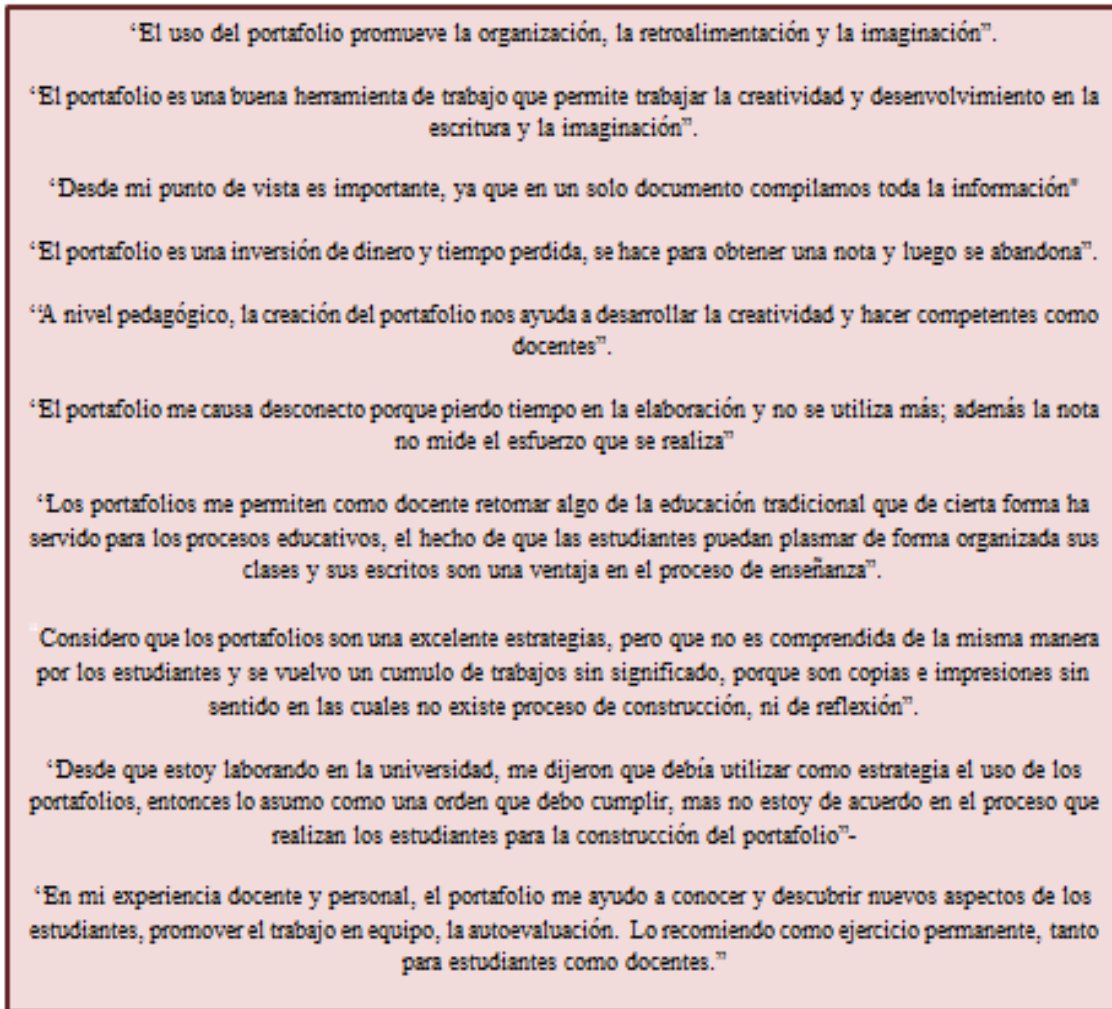 “El uso del portafolio promueve la organización, la retroalimentación y la imaginación”.
“El portafolio es una buena herramienta de trabajo que permite trabajar la creatividad y desenvolvimiento en la
escritura y la imaginación”.
“Desde mi punto de vista es importante, ya que en un solo documento compilamos toda la información"
“El portafolio es una inversión de dinero y tiempo perdida, se hace para obtener una nota y luego se abandona”.
“A nivel pedagógico, la creación del portafolio nos ayuda a desarrollar la creatividad y hacer competentes como
docentes”.
“El portafolio me causa desconecto porque pierdo tiempo en la elaboración y no se utiliza más; además la nota
no mide el esfuerzo que se realiza”
“Los portafolios me permiten como docente retomar algo de la educación tradicional que de cierta forma ha
servido para los procesos educativos, el hecho de que las estudiantes puedan plasmar de forma organizada sus
clases y sus escritos son una ventaja en el proceso de enseñanza”.
“Considero que los portafolios son una excelente estrategias, pero que no es comprendida de la misma manera
por los estudiantes y se vuelvo un cumulo de trabajos sin significado, porque son copias e impresiones sin
sentido en las cuales no existe proceso de construcción, ni de reflexión”.
“Desde que estoy laborando en la universidad, me dijeron que debía utilizar como estrategia el uso de los
portafolios, entonces lo asumo como una orden que debo cumplir, mas no estoy de acuerdo en el proceso que
realizan los estudiantes para la construcción del portafolio”-
“En mi experiencia docente y personal, el portafolio me ayudo a conocer y descubrir nuevos aspectos de los
estudiantes, promover el trabajo en equipo, la autoevaluación. Lo recomiendo como ejercicio permanente, tanto
para estudiantes como docentes.”